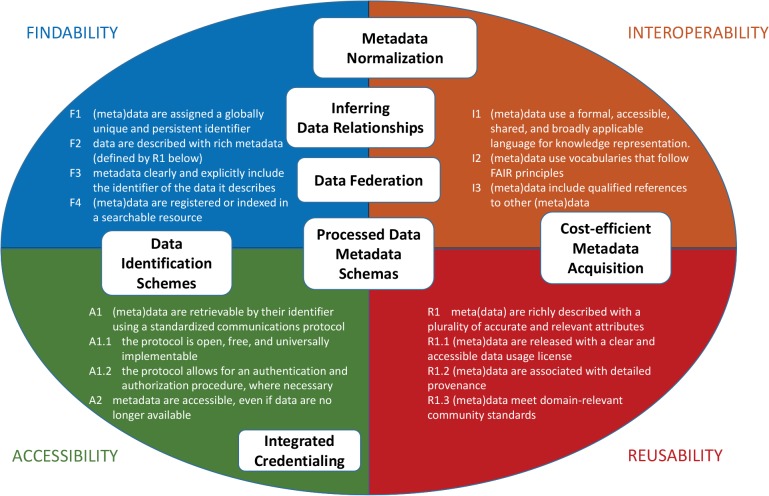 FINDABILITY
INTEROPERABILITY
Metadata
Normalization
Inferring
Data Relationships
Data Federation
F1 (meta)data are assigned a globally
unique and persistent identifier
F2 data are described with rich metadata
(defined by R1 below)
F3 metadata clearly and explicitly include
the identifier of the data it describes
F4 (meta)data are registered or indexed in
a searchable resource
I1 (meta)data use a formal, accessible,
shared, and broadly applicable
language for knowledge representation.
I2 (meta)data use vocabularies that follow
FAIR principles
I3 (meta)data include qualified references
to other (meta)data
Data
Identification
Schemes
Processed Data
Metadata
Schemas
Cost-efficient
Metadata
Acquisition
A1 (meta)data are retrievable by their identifier
using a standardized communications protocol
A1.1 the protocol is open, free, and universally
implementable
A1.2 the protocol allows for an authentication and
authorization procedure, where necessary
A2 metadata are accessible, even if data are no
longer available
R1 meta(data) are richly described with a
plurality of accurate and relevant attributes
R1.1 (meta)data are released with a clear and
accessible data usage license
R1.2 (meta)data are associated with detailed
provenance
R1.3 (meta)data meet domain-relevant
community standards
Integrated
Credentialing
ACCESSIBILITY
REUSABILITY